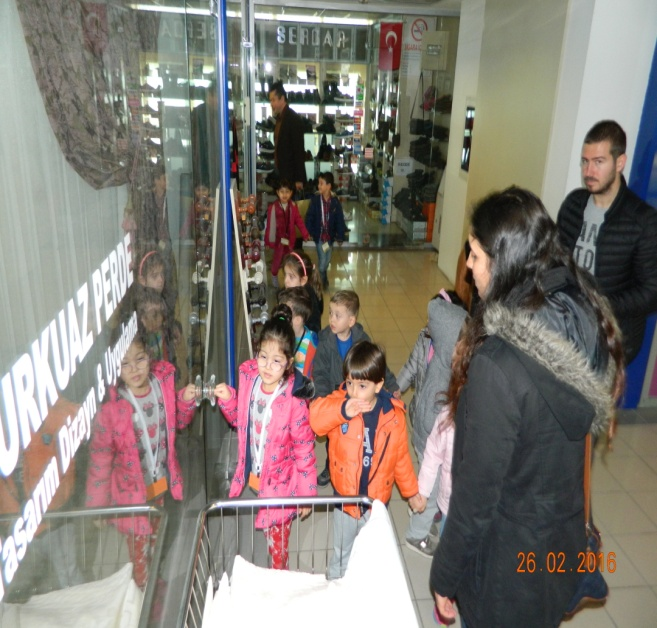 SERDAR
URKUAZ PERDE
Tasarım Dizayn & Uygulama
26.02.2016